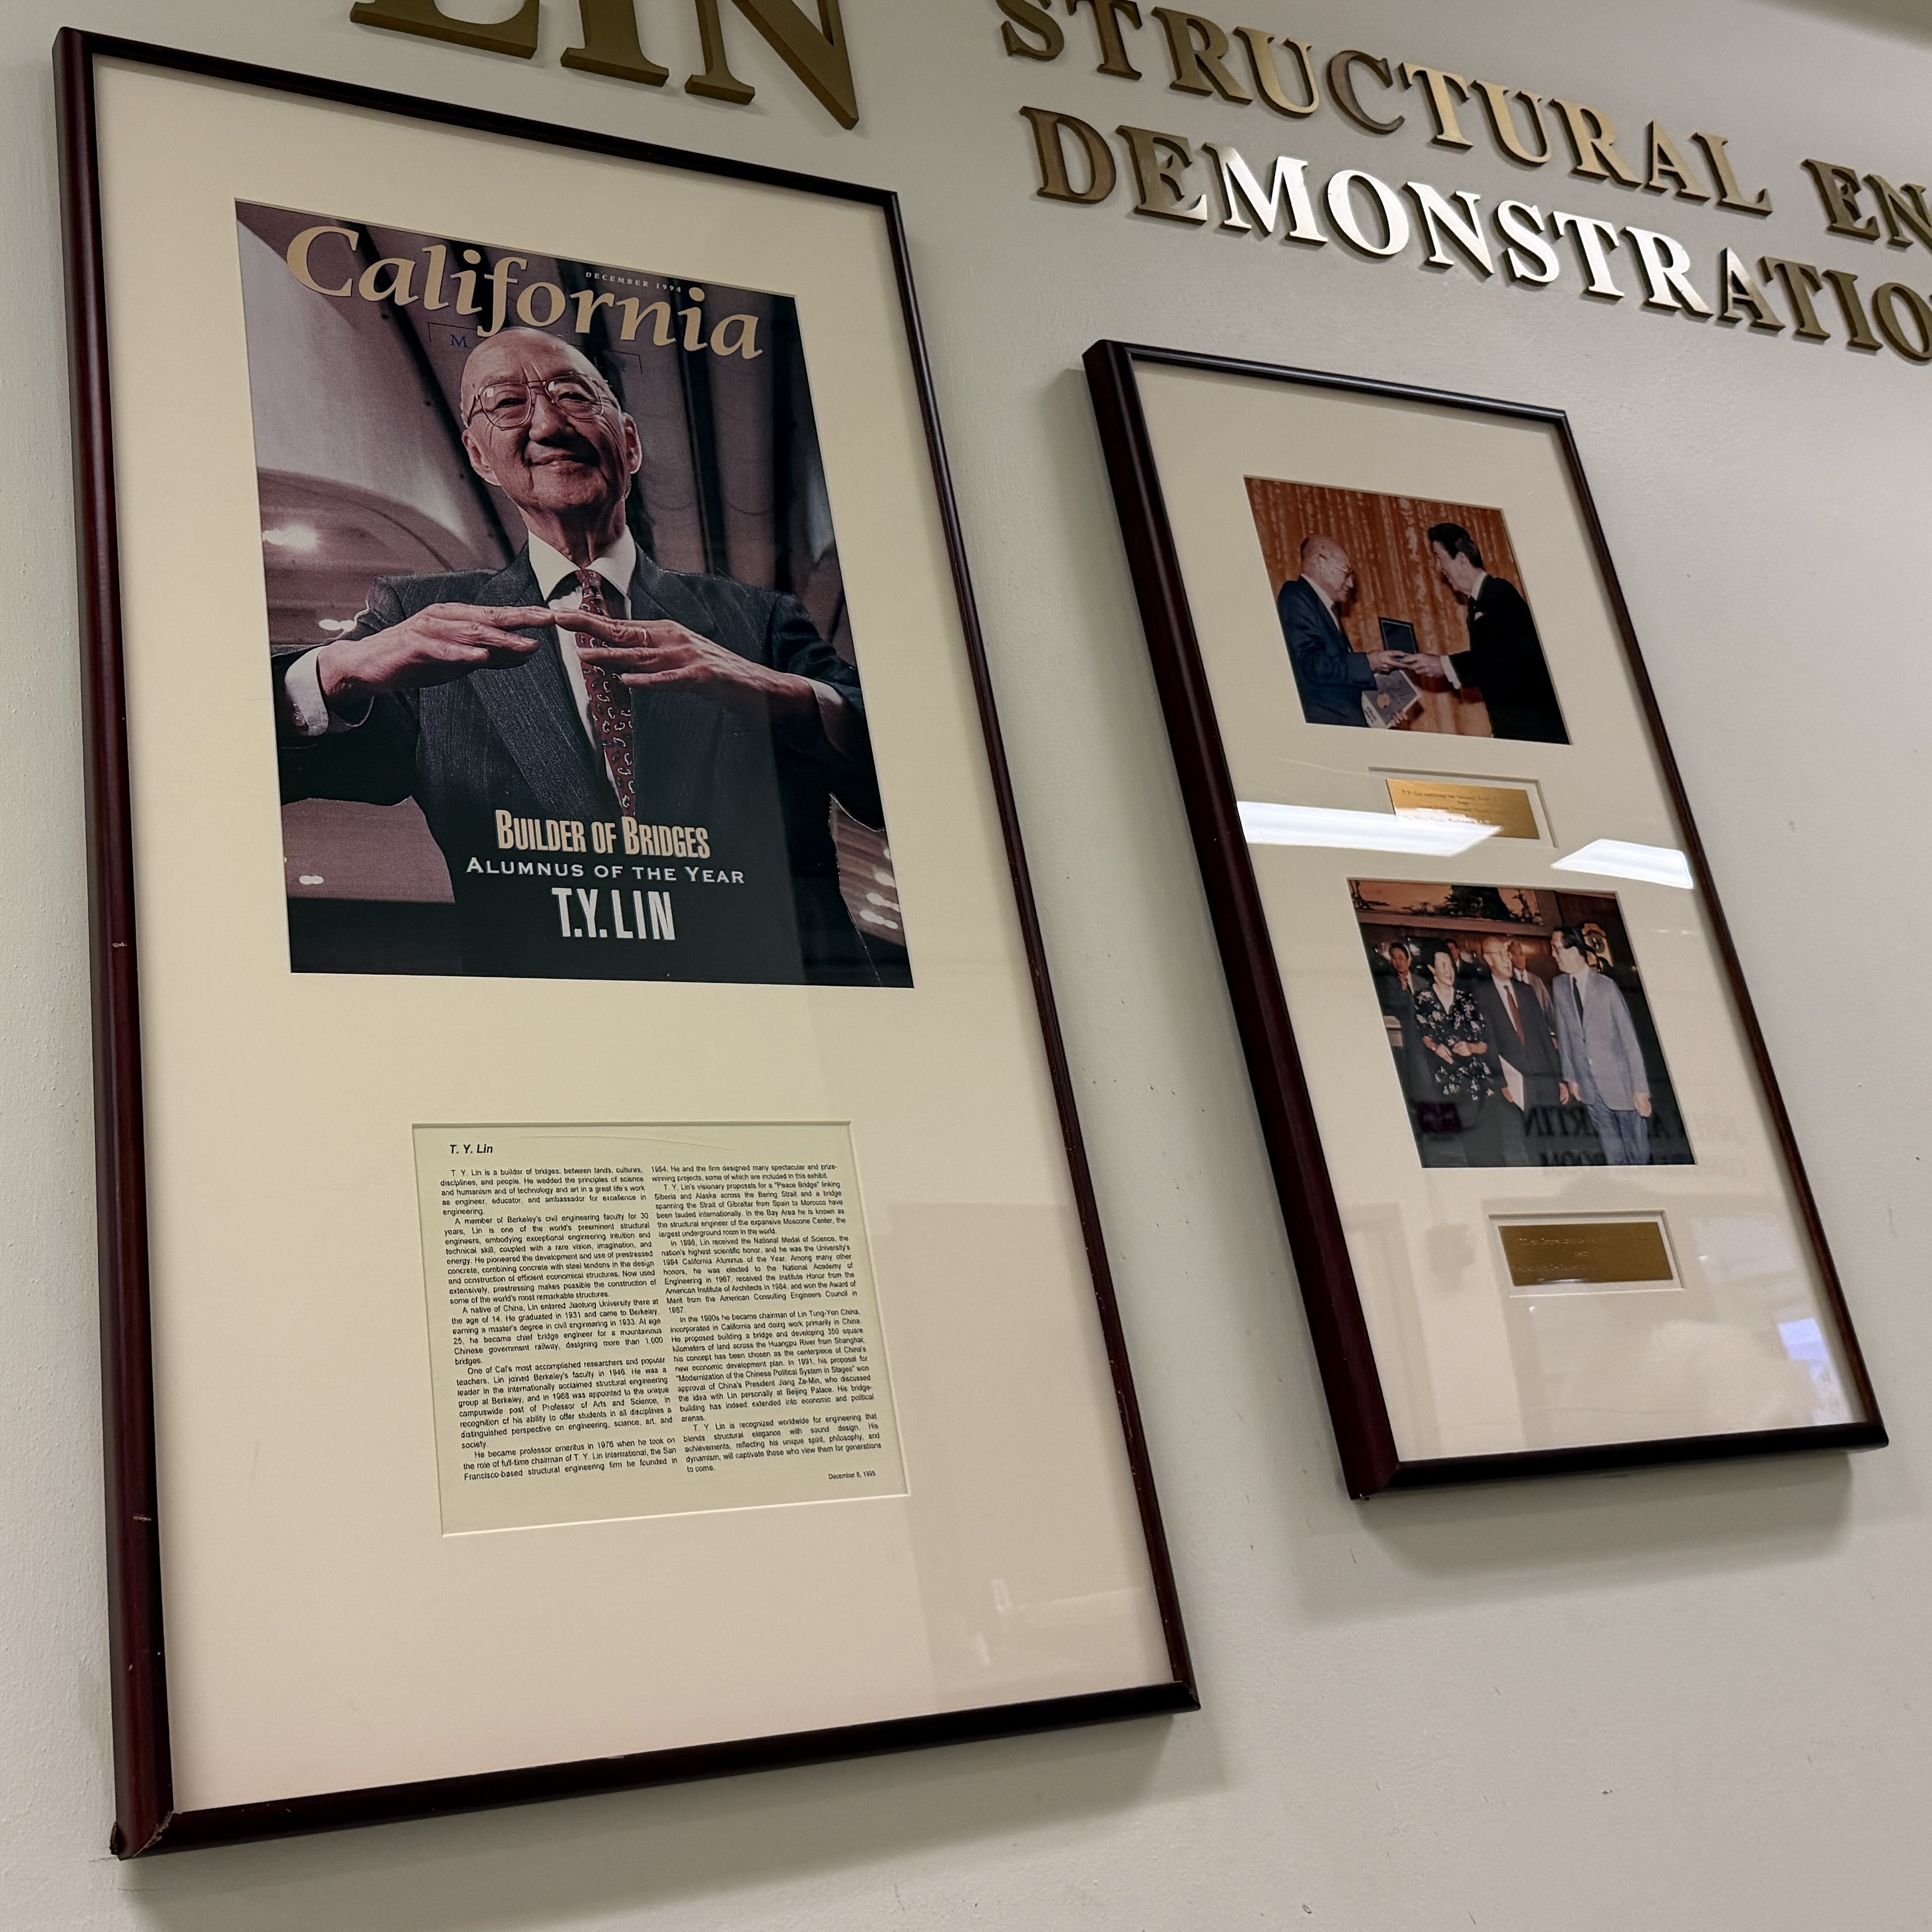 LIN
STRUCTURAL EN
DEMONSTRATIO
California
DECEMBER 1994
M
BUILDER OF BRIDGES
ALUMNUS OF THE YEAR
T.Y. LIN
T. Y. Lin
T. Y. Lin is a builder of bridges: between lands, cultures,
disciplines, and people. He wedded the principles of science
and humanism and of technology and art in a great life's work
as engineer, educator, and ambassador for excellence in
engineering.
A member of Berkeley's civil engineering faculty for 30
years, Lin is one of the world's preeminent structural
engineers, embodying exceptional engineering intuition and
technical skill, coupled with a rare vision, imagination, and
energy. He pioneered the development and use of prestressed
concrete, combining concrete with steel tendons in the design
and construction of efficient economical structures. Now used
extensively, prestressing makes possible the construction of
some of the world's most remarkable structures.
A native of China, Lin entered Jiaotung University there at
the age of 14. He graduated in 1931 and came to Berkeley,
earning a master's degree in civil engineering in 1933. At age
25, he became chief bridge engineer for a mountainous
Chinese government railway, designing more than 1,000
bridges.
One of Cal's most accomplished researchers and popular
teachers, Lin joined Berkeley's faculty in 1946. He was a
leader in the internationally acclaimed structural engineering
group at Berkeley, and in 1968 was appointed to the unique
campuswide post of Professor of Arts and Science, in
recognition of his ability to offer students in all disciplines a
distinguished perspective on engineering, science, art, and
society.
He became professor emeritus in 1976 when he took on
the role of full-time chairman of T. Y. Lin International, the San
Francisco-based structural engineering firm he founded in
1954. He and the firm designed many spectacular and prize-
winning projects, some of which are included in this exhibit.
T. Y. Lin's visionary proposals for a "Peace Bridge" linking
Siberia and Alaska across the Bering Strait and a bridge
spanning the Strait of Gibraltar from Spain to Morocco have
been lauded internationally. In the Bay Area he is known as
the structural engineer of the expansive Moscone Center, the
largest underground room in the world.
In 1986, Lin received the National Medal of Science, the
nation's highest scientific honor, and he was the University's
1994 California Alumnus of the Year. Among many other
honors, he was elected to the National Academy of
Engineering in 1967, received the Institute Honor from the
American Institute of Architects in 1984, and won the Award of
Merit from the American Consulting Engineers Council in
1987.
In the 1990s he became chairman of Lin Tung-Yen China,
incorporated in California and doing work primarily in China.
He proposed building a bridge and developing 350 square
kilometers of land across the Huangpu River from Shanghai;
his concept has been chosen as the centerpiece of China's
new economic development plan. In 1991, his proposal for
"Modernization of the Chinese Political System in Stages" won
approval of China's President Jiang Ze-Min, who discussed
the idea with Lin personally at Beijing Palace. His bridge-
building has indeed extended into economic and political
arenas.
T. Y. Lin is recognized worldwide for engineering that
blends structural elegance with sound design. His
achievements, reflecting his unique spirit, philosophy, and
dynamism, will captivate those who view them for generations
to come.